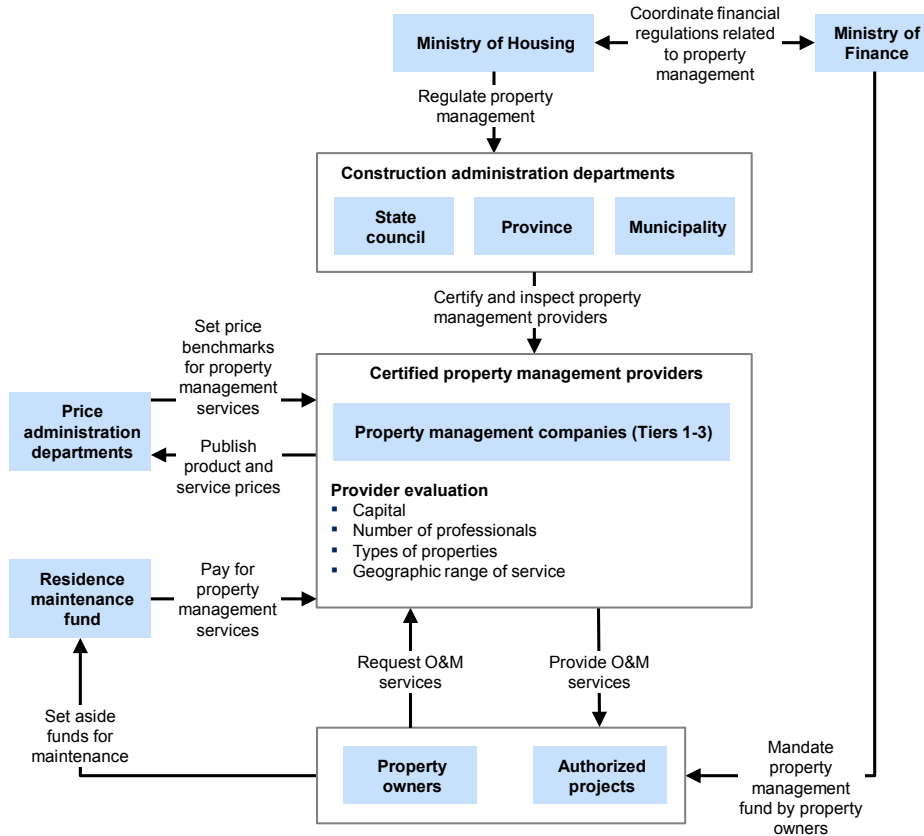 Ministry of Housing
Coordinate financial
regulations related
to property
management
Ministry of
Finance
Regulate property
management
Construction administration departments
State
council
Province
Municipality
Certify and inspect property
management providers
Set price
benchmarks
for property
management
services
Certified property management providers
Price
administration
departments
Property management companies (Tiers 1-3)
Publish
product and
service prices
Provider evaluation
▪ Capital
▪ Number of professionals
▪ Types of properties
▪ Geographic range of service
Residence
maintenance
fund
Pay for
property
management
services
Request O&M
services
Provide O&M
services
Set aside
funds for
maintenance
Property
owners
Authorized
projects
Mandate
property
management
fund by property
owners